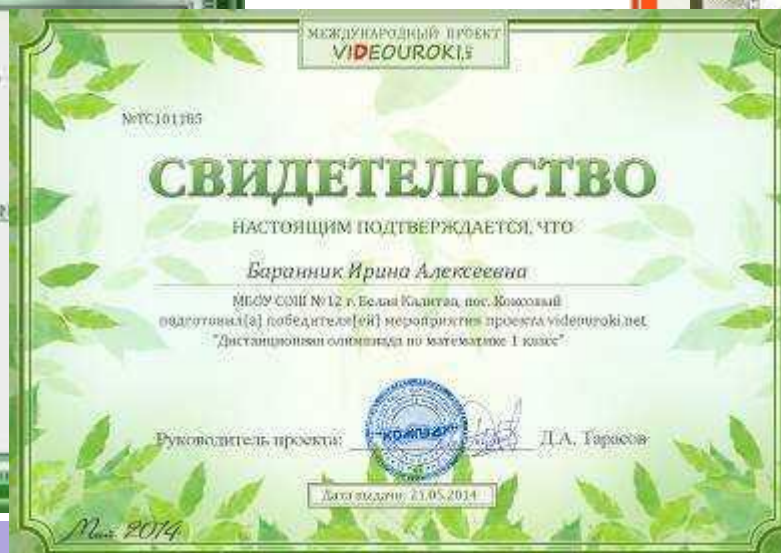 МЕЖДУНАРОДНЫЙ ПРОЕКТ
VIDEOUROKI
№ТС101165
СВИДЕТЕЛЬСТВО
НАСТОЯЩИМ ПОДТВЕРЖДАЕТСЯ, ЧТО
Баранник Ирина Алексеевна
МБОУ СОШ №12 г. Белая Калитва, пос. Коксовый
подготовил(а) победителя(ей) мероприятия проекта videouroki.net
"Дистанционная олимпиада по математике 1 класс"
Руководитель проекта: Д.А. Тарасов
Дата выдачи: 21.05.2014
Май 2014